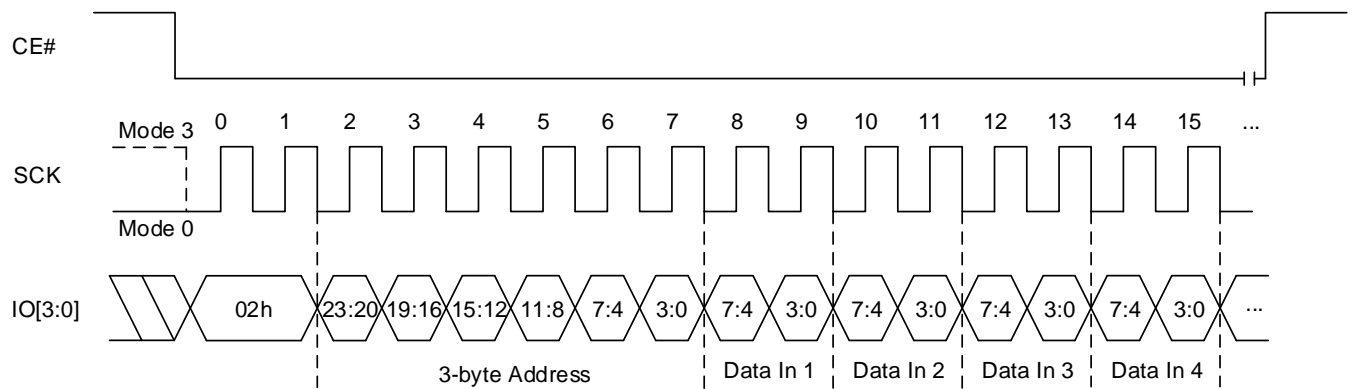 CE#
Mode 3 0 1 2 3 4 5 6 7 8 9 10 11 12 13 14 15 ...
SCK
Mode 0
IO[3:0] 02h 23:20 19:16 15:12 11:8 7:4 3:0 7:4 3:0 7:4 3:0 7:4 3:0 7:4 3:0 ...
3-byte Address Data In 1 Data In 2 Data In 3 Data In 4